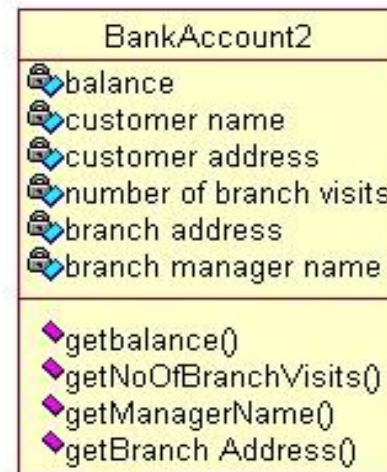 BankAccount2
balance
customer name
customer address
number of branch visits
branch address
branch manager name
getbalance()
getNoOfBranchVisits()
getManagerName()
getBranch Address()